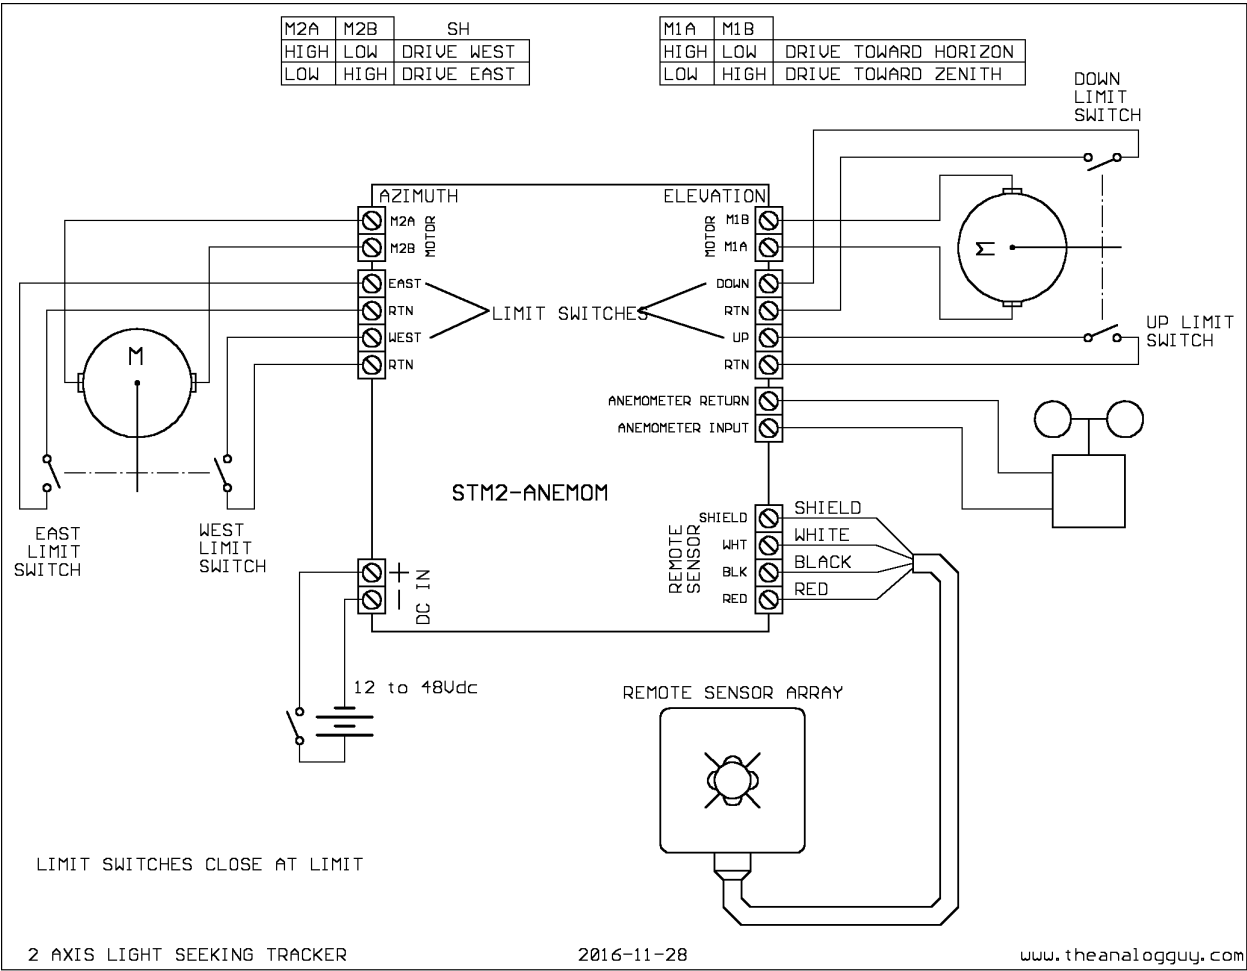 M2A M2B SH
HIGH LOW DRIVE WEST
LOW HIGH DRIVE EAST
M1A M1B
HIGH LOW DRIVE TOWARD HORIZON
LOW HIGH DRIVE TOWARD ZENITH
DOWN
LIMIT
SWITCH
AZIMUTH
M2A
M2B
MOTOR
EAST
RTN
WEST
RTN
LIMIT SWITCHES
ELEVATION
MOTOR
M1B
M1A
DOWN
RTN
UP
RTN
M
M
UP LIMIT
SWITCH
ANEMOMETER RETURN
ANEMOMETER INPUT
STM2-ANEMOM
EAST
LIMIT
SWITCH
WEST
LIMIT
SWITCH
REMOTE
SENSOR
SHIELD
WHT
BLK
RED
SHIELD
WHITE
BLACK
RED
+
-
DC IN
12 to 48Vdc
REMOTE SENSOR ARRAY
LIMIT SWITCHES CLOSE AT LIMIT
2 AXIS LIGHT SEEKING TRACKER
2016-11-28
www.theanalogguy.com